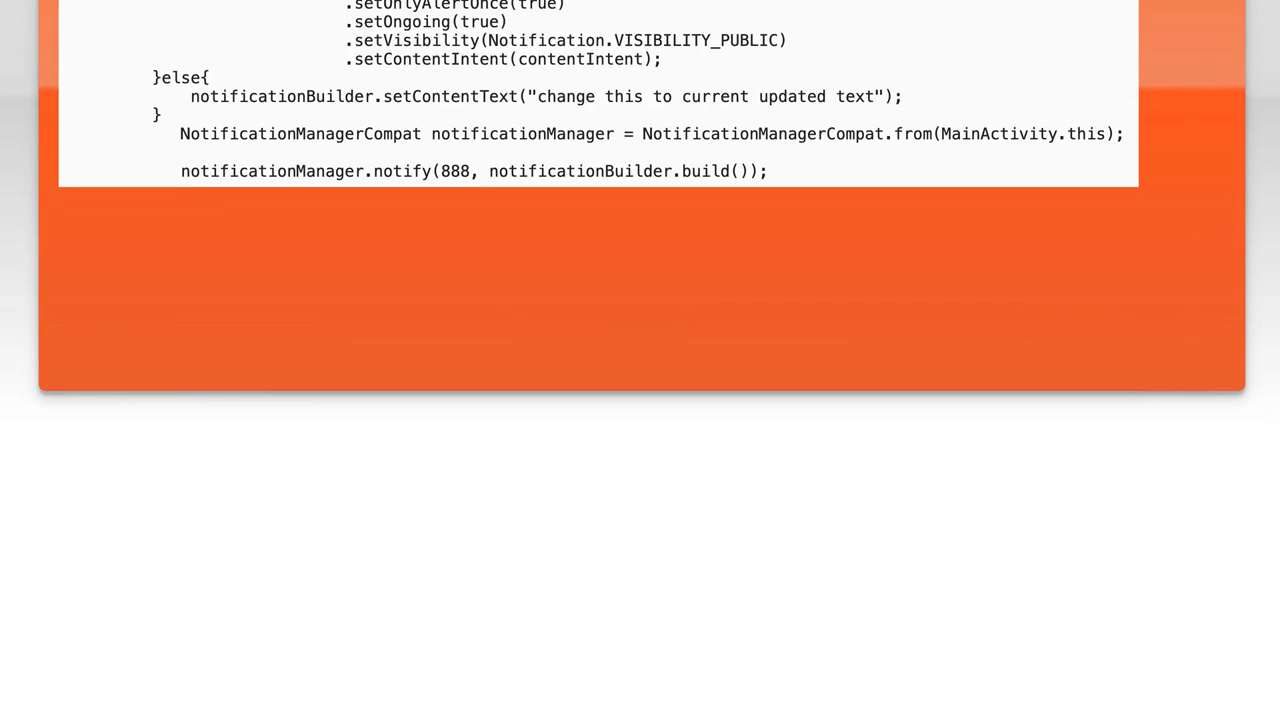 .setOnlyAlertOnce(true)
.setOngoing(true)
.setVisibility(Notification.VISIBILITY_PUBLIC)
.setContentIntent(contentIntent);
}else{
notificationBuilder.setContentText("change this to current updated text");
}
NotificationManagerCompat notificationManager = NotificationManagerCompat.from(MainActivity.this);
notificationManager.notify(888, notificationBuilder.build());